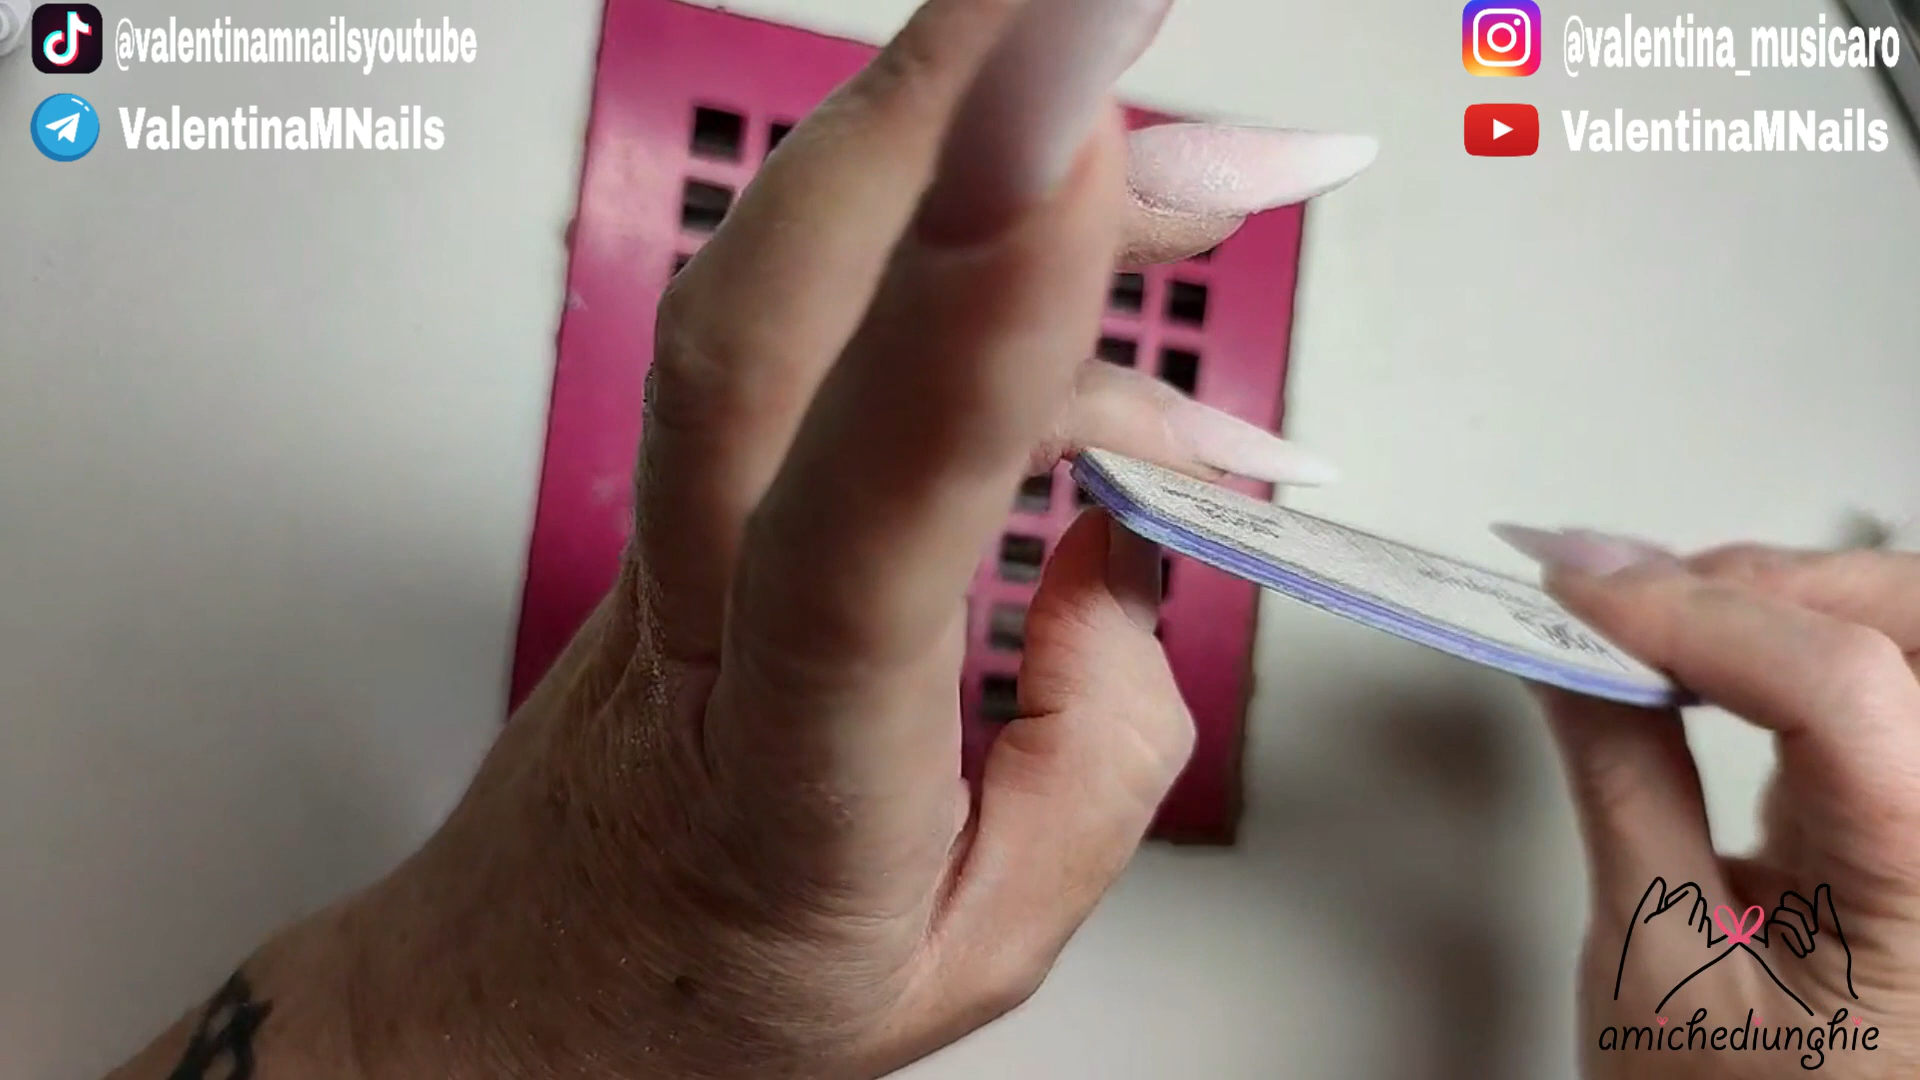 @valentinamnailsyoutube
ValentinaMNails
@valentina_musicaro
ValentinaMNails
amichediunghie